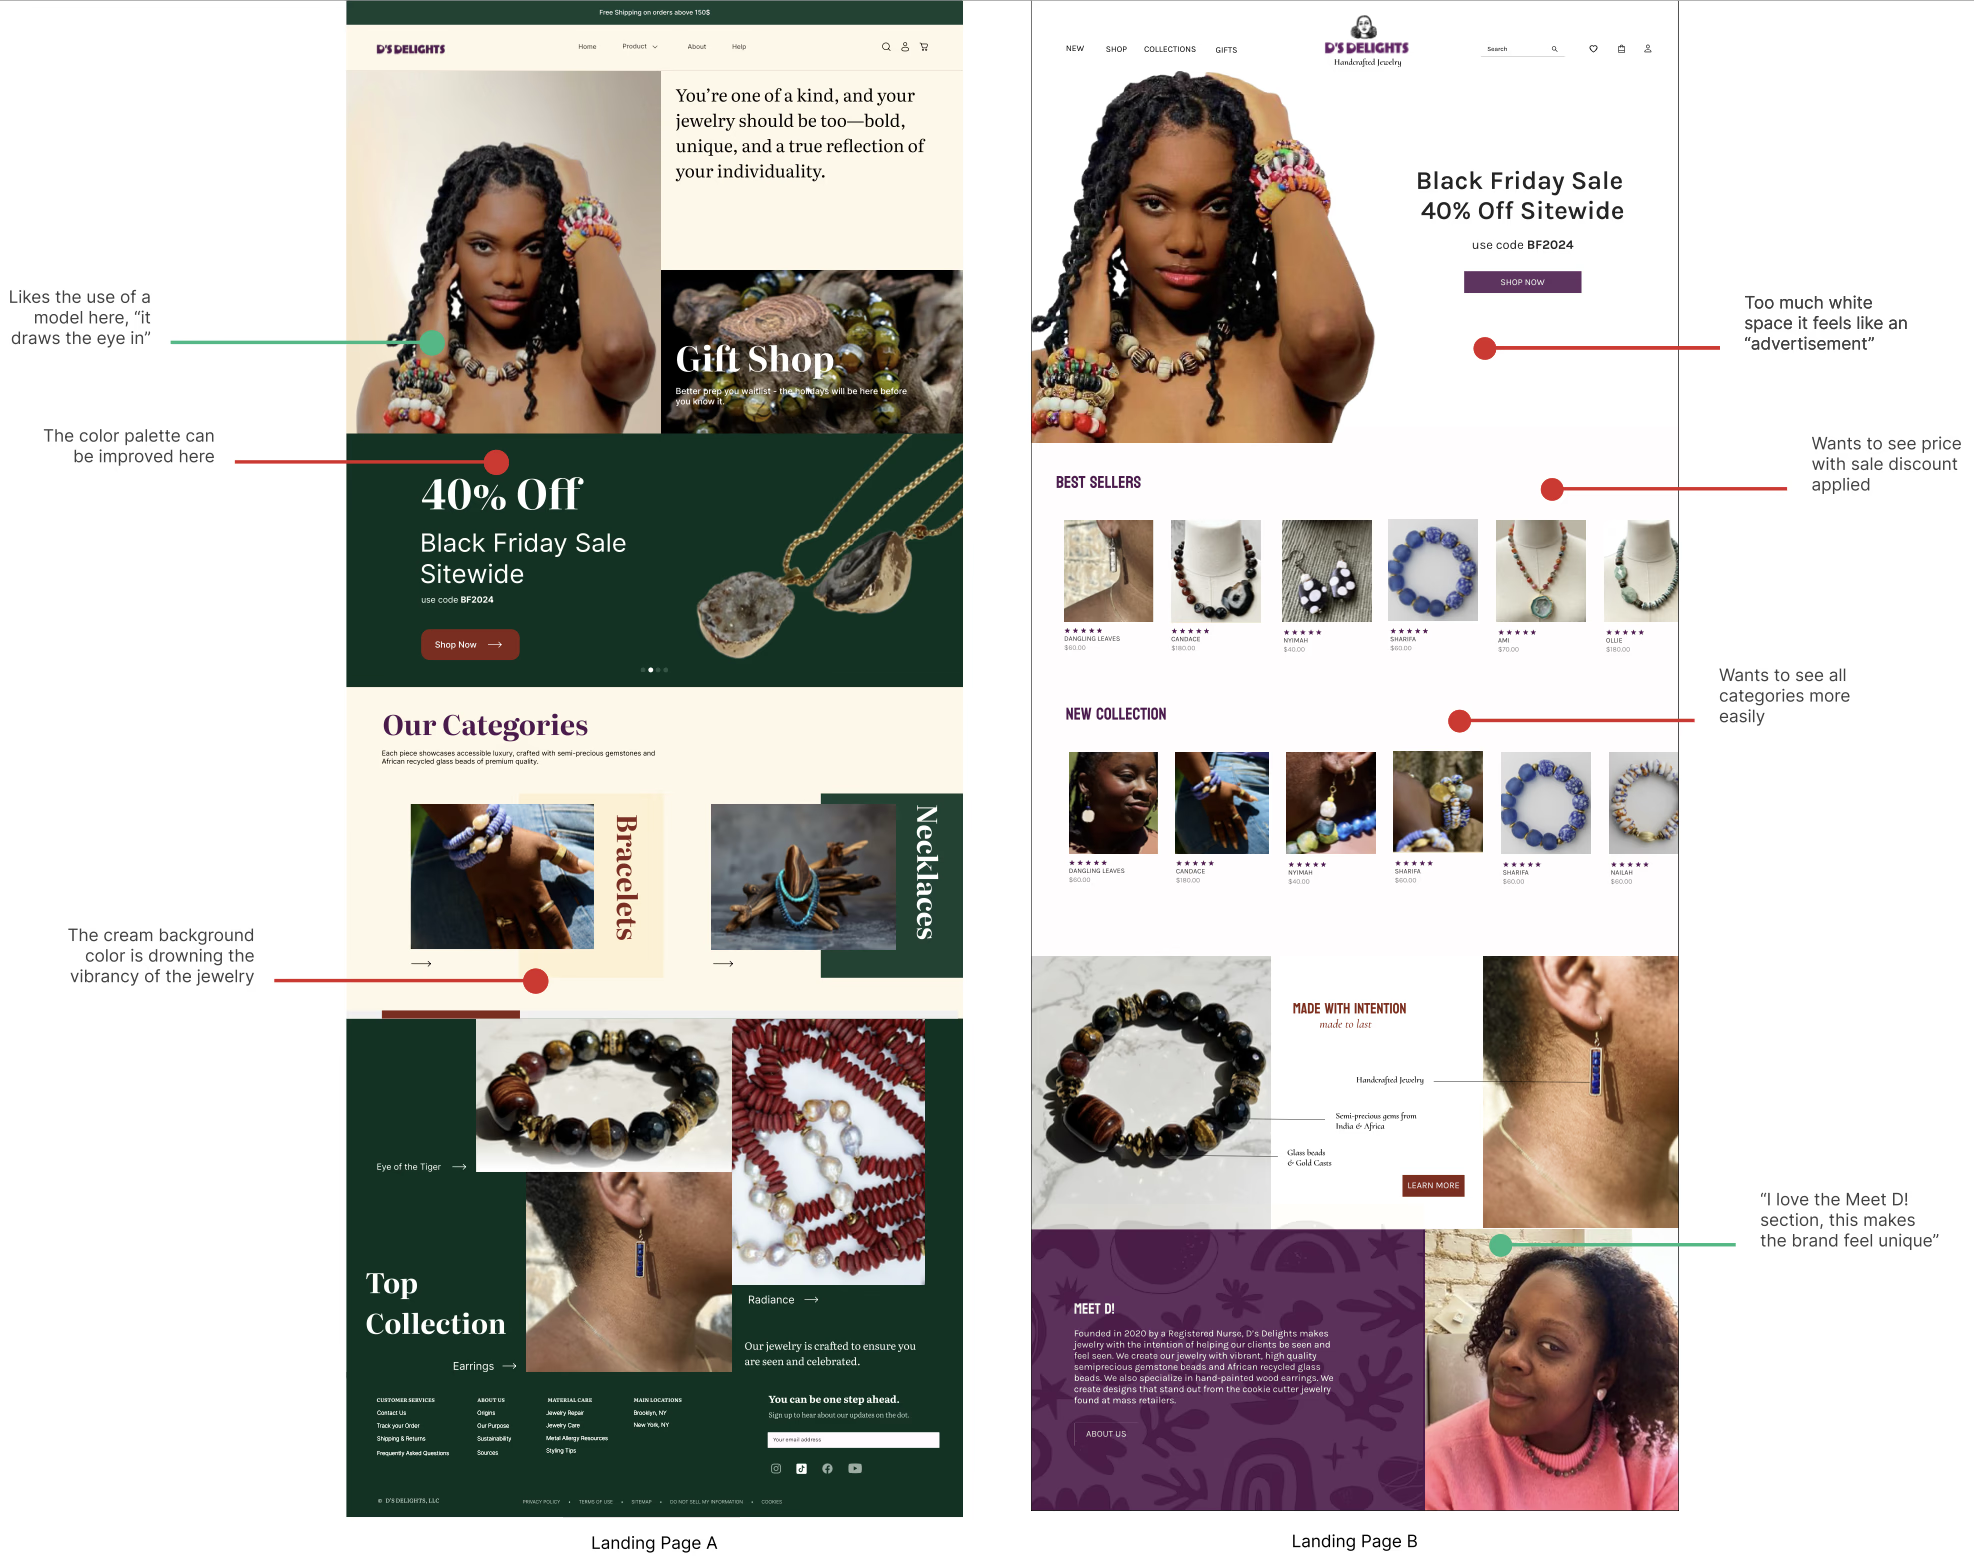 Free Shipping on orders above 150$
D'S DELIGHTS
Home
Product
About
Help
You’re one of a kind, and your
jewelry should be too—bold,
unique, and a true reflection of
your individuality.
Gift Shop
Better prep you waitlist - the holidays will be here before
you know it.
40% Off
Black Friday Sale
Sitewide
use code BF2024
Shop Now
Our Categories
Each piece showcases accessible luxury, crafted with semi-precious gemstones and
African recycled glass beads of premium quality.
Bracelets
Necklaces
Eye of the Tiger
Top
Collection
Earrings
Radiance
Our jewelry is crafted to ensure you
are seen and celebrated.
CUSTOMER SERVICES
Contact Us
Track your Order
Shipping & Returns
Frequently Asked Questions
ABOUT US
Origins
Our Purpose
Sustainability
Sources
MATERIAL CARE
Jewelry Repair
Jewelry Care
Metal Allergy Resources
Styling Tips
MAIN LOCATIONS
Brooklyn, NY
New York, NY
You can be one step ahead.
Sign up to hear about our updates on the dot.
Your email address
© D'S DELIGHTS, LLC
PRIVACY POLICY • TERMS OF USE • SITEMAP • DO NOT SELL MY INFORMATION • COOKIES
Landing Page A
Likes the use of a
model here, “it
draws the eye in”
The color palette can
be improved here
The cream background
color is drowning the
vibrancy of the jewelry
NEW
SHOP
COLLECTIONS
GIFTS
D'S DELIGHTS
Handcrafted Jewelry
Search
Black Friday Sale
40% Off Sitewide
use code BF2024
SHOP NOW
BEST SELLERS
DANGLING LEAVES
$60.00
CANDACE
$180.00
NYIMAH
$40.00
SHARIFA
$60.00
AMI
$70.00
OLLIE
$180.00
NEW COLLECTION
DANGLING LEAVES
$60.00
CANDACE
$180.00
NYIMAH
$40.00
SHARIFA
$60.00
SHARIFA
$60.00
NAILAH
$60.00
MADE WITH INTENTION
made to last
Handcrafted Jewelry
Semi-precious gems from
India & Africa
Glass beads
& Gold Casts
LEARN MORE
MEET D!
Founded in 2020 by a Registered Nurse, D’s Delights makes
jewelry with the intention of helping our clients be seen and
feel seen. We create our jewelry with vibrant, high quality
semiprecious gemstone beads and African recycled glass
beads. We also specialize in hand-painted wood earrings. We
create designs that stand out from the cookie cutter jewelry
found at mass retailers.
ABOUT US
Landing Page B
Too much white
space it feels like an
“advertisement”
Wants to see price
with sale discount
applied
Wants to see all
categories more
easily
“I love the Meet D!
section, this makes
the brand feel unique”